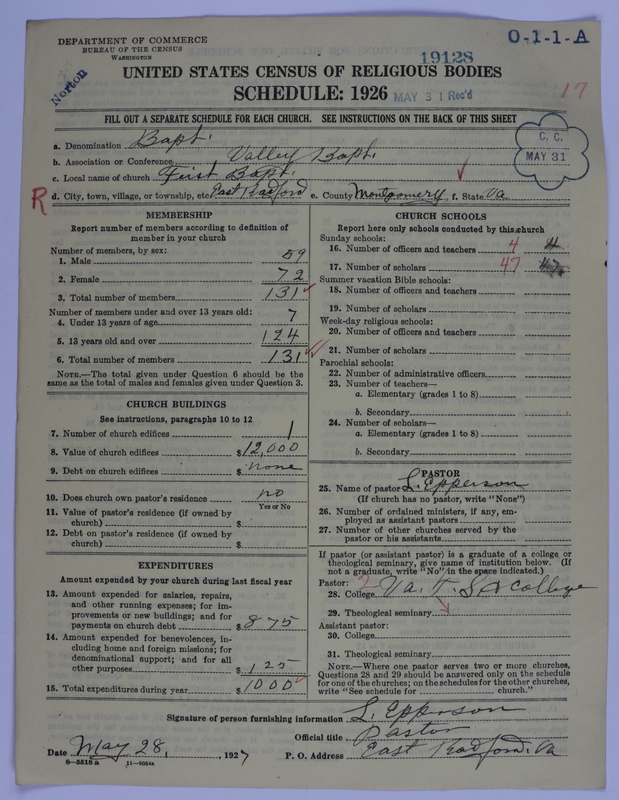 DEPARTMENT OF COMMERCE
BUREAU OF THE CENSUS
WASHINGTON
O-1-1-A
19128
Norton
UNITED STATES CENSUS OF RELIGIOUS BODIES
SCHEDULE: 1926
MAY 31 Rec'd
17
FILL OUT A SEPARATE SCHEDULE FOR EACH CHURCH. SEE INSTRUCTIONS ON THE BACK OF THIS SHEET
C. C.
MAY 31
a. Denomination Bapt.
b. Association or Conference Valley Bapt.
c. Local name of church First Bapt.
R
d. City, town, village, or township, etc East Radford e. County Montgomery, f. State Va
MEMBERSHIP
Report number of members according to definition of
member in your church
Number of members, by sex:
1. Male 59
2. Female 72
3. Total number of members 131
Number of members under and over 13 years old:
4. Under 13 years of age 7
5. 13 years old and over 124
6. Total number of members 131
NOTE.—The total given under Question 6 should be the
same as the total of males and females given under Question 3.
CHURCH BUILDINGS
See instructions, paragraphs 10 to 12
7. Number of church edifices 1
8. Value of church edifices $12,000
9. Debt on church edifices $ none
10. Does church own pastor's residence no
Yes or No
11. Value of pastor's residence (if owned by
church) $
12. Debt on pastor's residence (if owned by
church) $
EXPENDITURES
Amount expended by your church during last fiscal year
13. Amount expended for salaries, repairs,
and other running expenses; for im-
provements or new buildings; and for
payments on church debt $875
14. Amount expended for benevolences, in-
cluding home and foreign missions; for
denominational support; and for all
other purposes $125
15. Total expenditures during year $1000
CHURCH SCHOOLS
Report here only schools conducted by this church
Sunday schools:
16. Number of officers and teachers 4 4
17. Number of scholars 47 47
Summer vacation Bible schools:
18. Number of officers and teachers
19. Number of scholars
Week-day religious schools:
20. Number of officers and teachers
21. Number of scholars
Parochial schools:
22. Number of administrative officers
23. Number of teachers—
a. Elementary (grades 1 to 8)
b. Secondary
24. Number of scholars—
a. Elementary (grades 1 to 8)
b. Secondary
PASTOR
25. Name of pastor L. Epperson
(If church has no pastor, write "None")
26. Number of ordained ministers, if any, em-
ployed as assistant pastors
27. Number of other churches served by the
pastor or his assistants
If pastor (or assistant pastor) is a graduate of a college or
theological seminary, give name of institution below. (If
not a graduate, write "No" in the space indicated.)
Pastor: 2
28. College Va. T. S & College
29. Theological seminary
Assistant pastor:
30. College
31. Theological seminary
NOTE.—Where one pastor serves two or more churches,
Questions 28 and 29 should be answered only on the schedule
for one of the churches; on the schedules for the other churches,
write "See schedule for church."
Signature of person furnishing information L. Epperson
Official title Pastor
Date May 28, 1927 P. O. Address East Radford, Va
8-5518 a 11-9054a